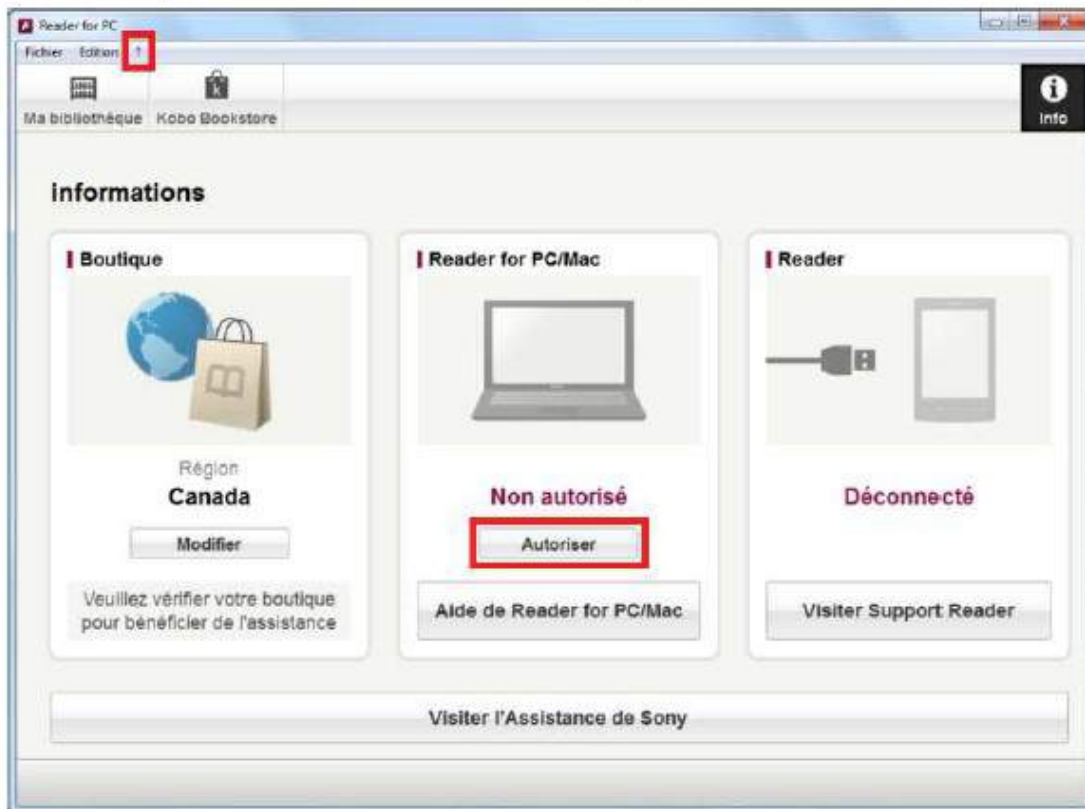 Reader for PC
Fichier Edition ?
Ma bibliothèque Kobo Bookstore
Info
informations
Boutique
Région
Canada
Modifier
Veuillez vérifier votre boutique
pour bénéficier de l'assistance
Reader for PC/Mac
Non autorisé
Autoriser
Aide de Reader for PC/Mac
Reader
Déconnecté
Visiter Support Reader
Visiter l'Assistance de Sony